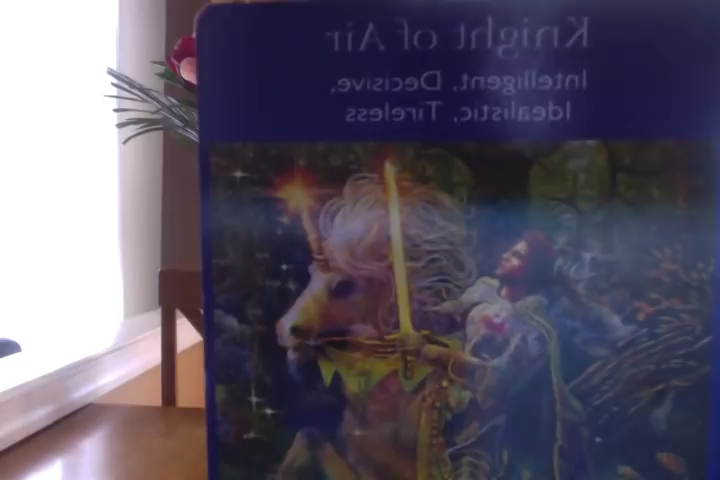 Knight of Air
Intelligent, Decisive,
Idealistic, Tireless